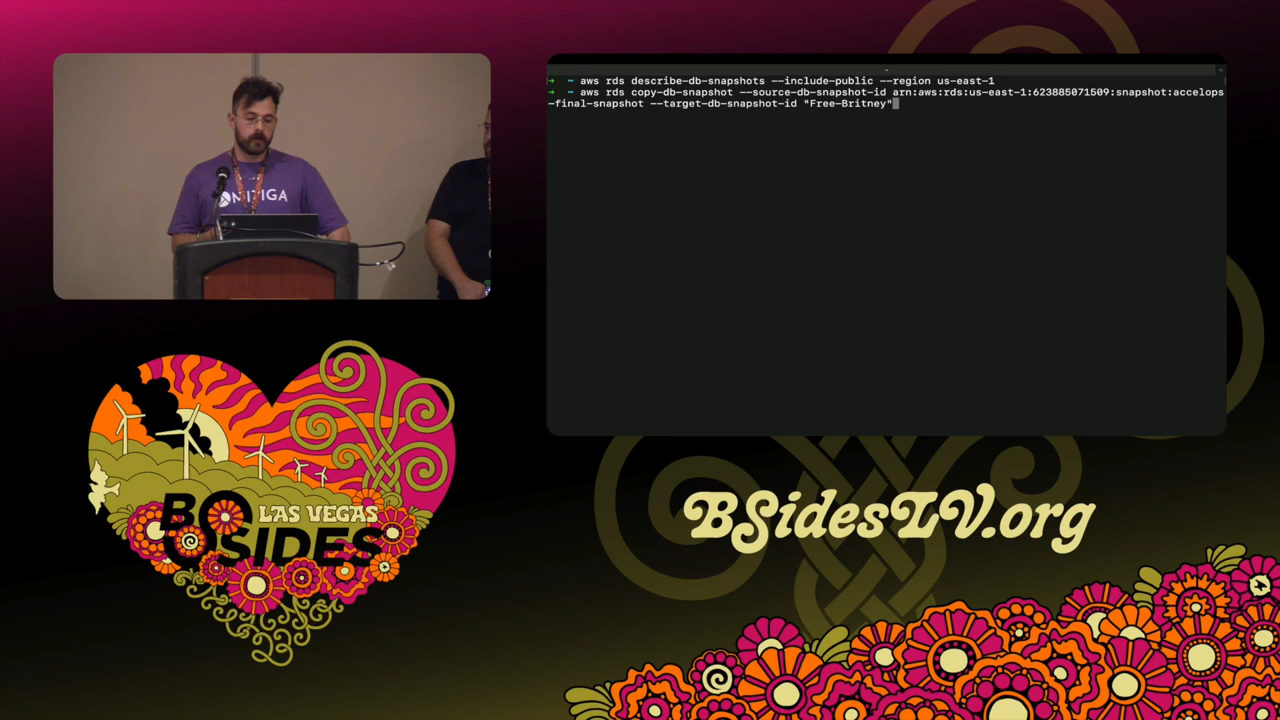 MITIGA
➜ ~ aws rds describe-db-snapshots --include-public --region us-east-1
➜ ~ aws rds copy-db-snapshot --source-db-snapshot-id arn:aws:rds:us-east-1:623885071509:snapshot:accelops
-final-snapshot --target-db-snapshot-id "Free-Britney"
BSIDES
LAS VEGAS
23
BSidesLV.org